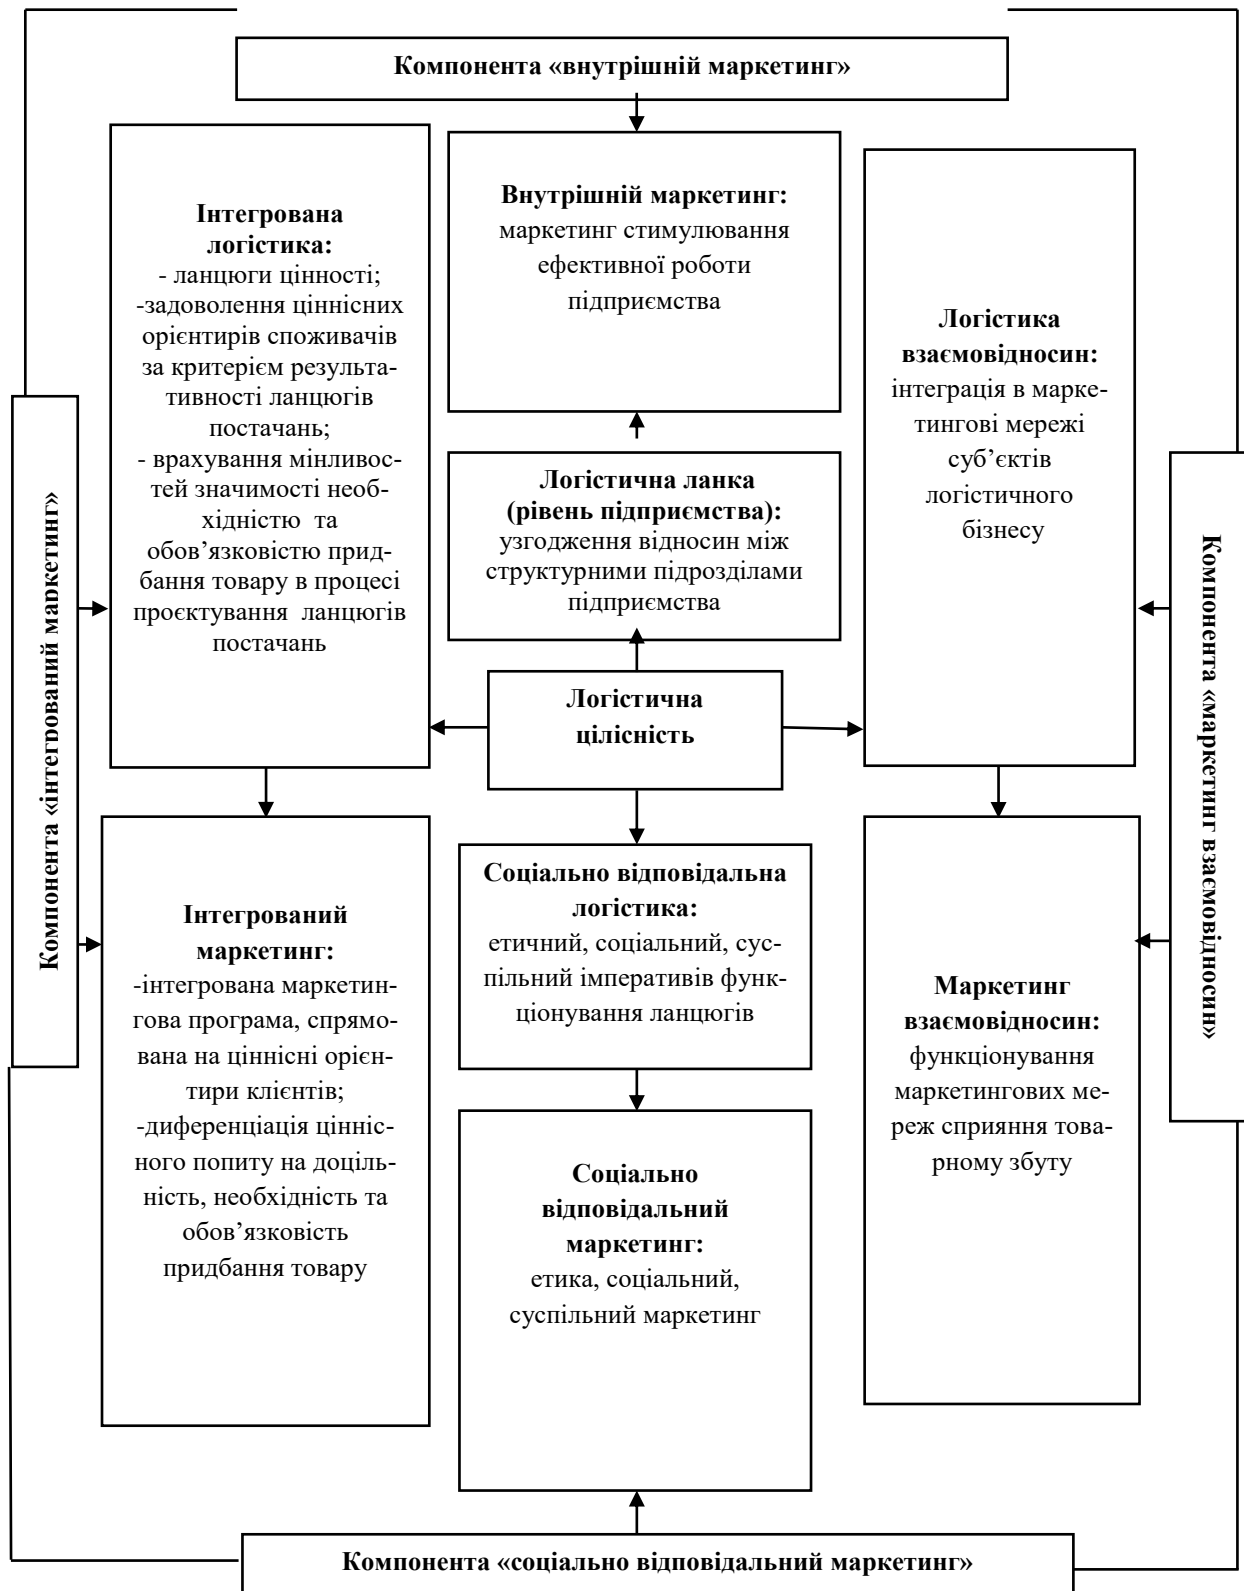 Компонента «внутрішній маркетинг»
Інтегрована
логістика:
- ланцюги цінності;
-задоволення ціннісних
орієнтирів споживачів
за критерієм результа-
тивності ланцюгів
постачань;
- врахування мінливос-
тей значимості необ-
хідністю та
обов’язковістю прид-
бання товару в процесі
проєктування ланцюгів
постачань
Внутрішній маркетинг:
маркетинг стимулювання
ефективної роботи
підприємства
Логістика
взаємовідносин:
інтеграція в марке-
тингові мережі
суб’єктів
логістичного
бізнесу
Логістична ланка
(рівень підприємства):
узгодження відносин між
структурними підрозділами
підприємства
Компонента «інтегрований маркетинг»
Компонента «маркетинг взаємовідносин»
Логістична
цілісність
Інтегрований
маркетинг:
-інтегрована маркетин-
гова програма, спрямо-
вана на ціннісні орієн-
тири клієнтів;
-диференціація цінніс-
ного попиту на доціль-
ність, необхідність та
обов’язковість
придбання товару
Соціально відповідальна
логістика:
етичний, соціальний, сус-
пільний імперативів функ-
ціонування ланцюгів
Маркетинг
взаємовідносин:
функціонування
маркетингових ме-
реж сприяння това-
рному збуту
Соціально
відповідальний
маркетинг:
етика, соціальний,
суспільний маркетинг
Компонента «соціально відповідальний маркетинг»